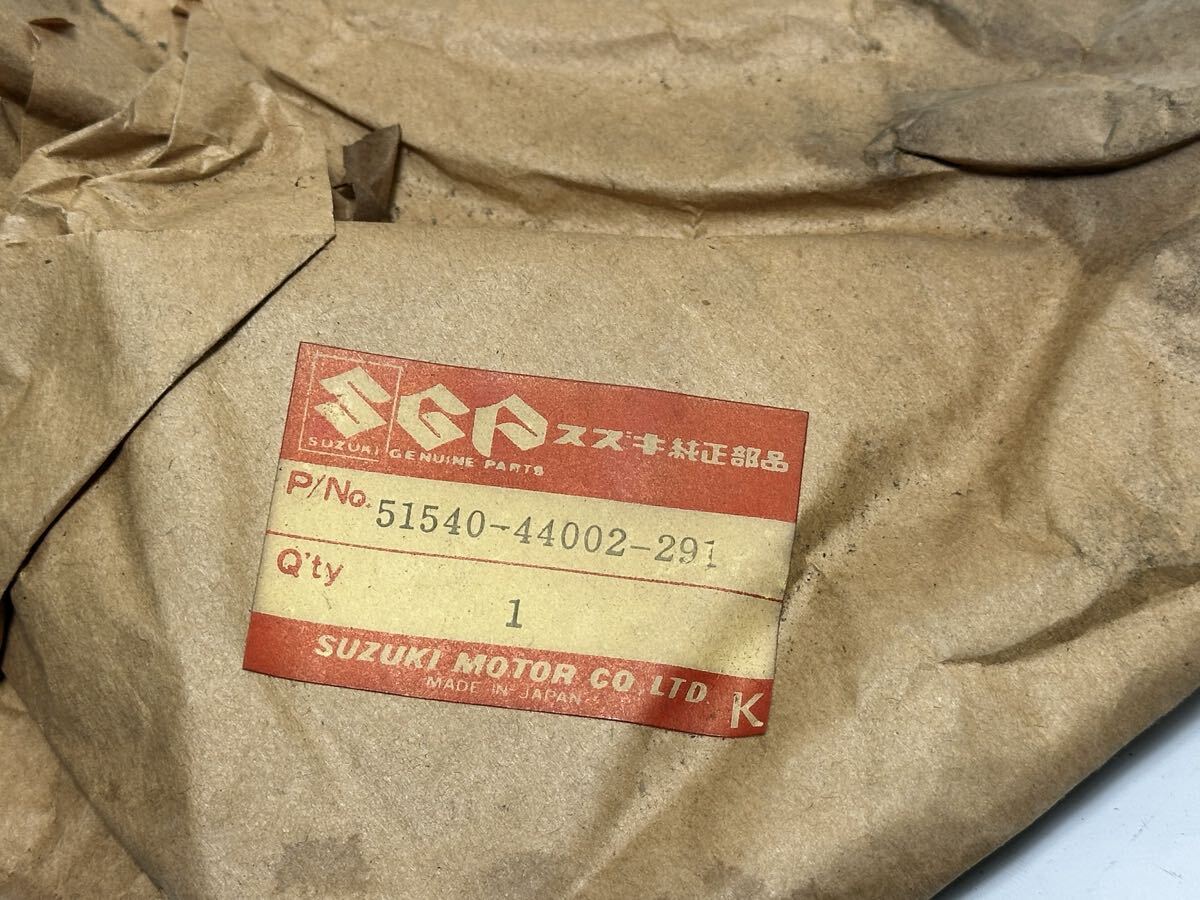 SGP スズキ純正部品
SUZUKI GENUINE PARTS
P/No. 51540-44002-291
Q'ty 1
SUZUKI MOTOR CO LTD. K
MADE IN JAPAN